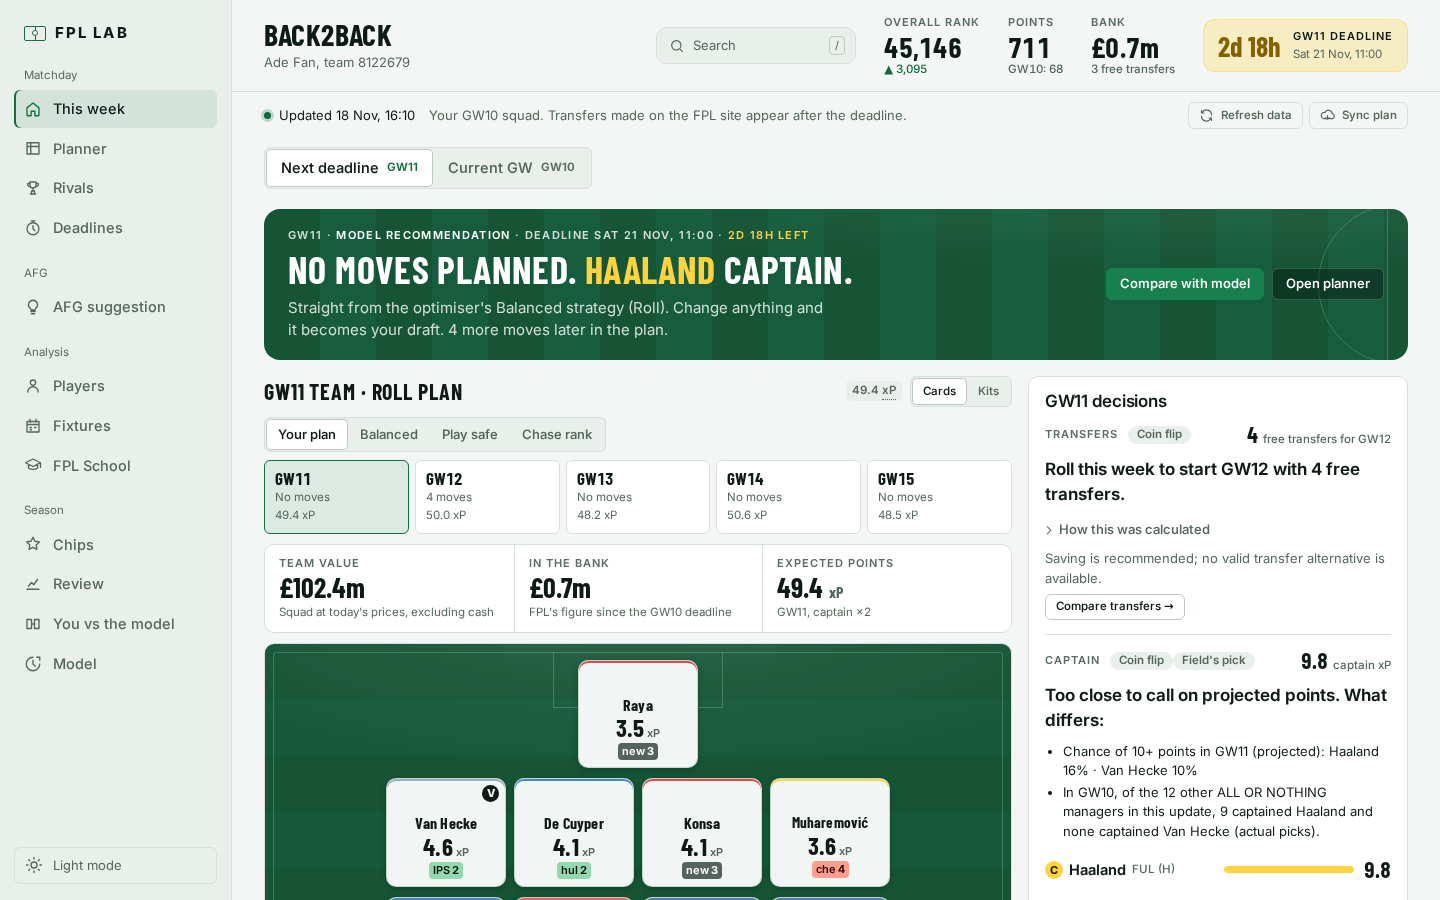 FPL LAB
Matchday
This week
Planner
Rivals
Deadlines
AFG
AFG suggestion
Analysis
Players
Fixtures
FPL School
Season
Chips
Review
You vs the model
Model
Light mode
BACK2BACK
Ade Fan, team 8122679
Search /
OVERALL RANK
45,146
▲ 3,095
POINTS
711
GW10: 68
BANK
£0.7m
3 free transfers
2d 18h
GW11 DEADLINE
Sat 21 Nov, 11:00
Updated 18 Nov, 16:10 Your GW10 squad. Transfers made on the FPL site appear after the deadline.
Refresh data
Sync plan
Next deadline GW11
Current GW GW10
GW11 · MODEL RECOMMENDATION · DEADLINE SAT 21 NOV, 11:00 · 2D 18H LEFT
NO MOVES PLANNED. HAALAND CAPTAIN.
Straight from the optimiser's Balanced strategy (Roll). Change anything and
it becomes your draft. 4 more moves later in the plan.
Compare with model
Open planner
GW11 TEAM · ROLL PLAN
49.4 xP
Cards
Kits
Your plan
Balanced
Play safe
Chase rank
GW11
No moves
49.4 xP
GW12
4 moves
50.0 xP
GW13
No moves
48.2 xP
GW14
No moves
50.6 xP
GW15
No moves
48.5 xP
TEAM VALUE
£102.4m
Squad at today's prices, excluding cash
IN THE BANK
£0.7m
FPL's figure since the GW10 deadline
EXPECTED POINTS
49.4 xP
GW11, captain ×2
Raya
3.5 xP
new 3
V
Van Hecke
4.6 xP
IPS 2
De Cuyper
4.1 xP
hul 2
Konsa
4.1 xP
new 3
Muharemović
3.6 xP
che 4
GW11 decisions
TRANSFERS Coin flip 4 free transfers for GW12
Roll this week to start GW12 with 4 free
transfers.
How this was calculated
Saving is recommended; no valid transfer alternative is
available.
Compare transfers →
CAPTAIN Coin flip Field's pick 9.8 captain xP
Too close to call on projected points. What
differs:
• Chance of 10+ points in GW11 (projected): Haaland
16% · Van Hecke 10%
• In GW10, of the 12 other ALL OR NOTHING
managers in this update, 9 captained Haaland and
none captained Van Hecke (actual picks).
C Haaland FUL (H) 9.8